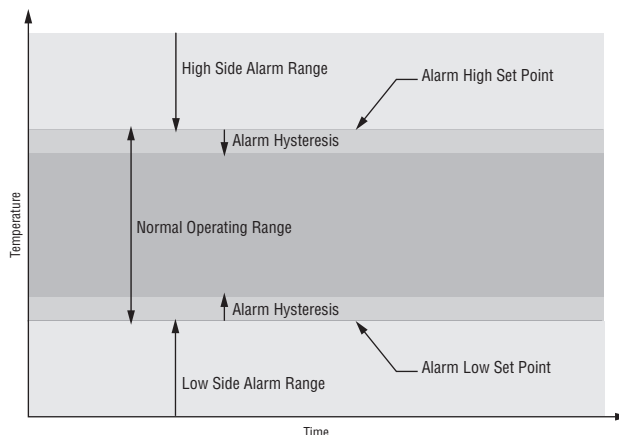 High Side Alarm Range
Alarm High Set Point
Alarm Hysteresis
Temperature
Normal Operating Range
Alarm Hysteresis
Alarm Low Set Point
Low Side Alarm Range
Time